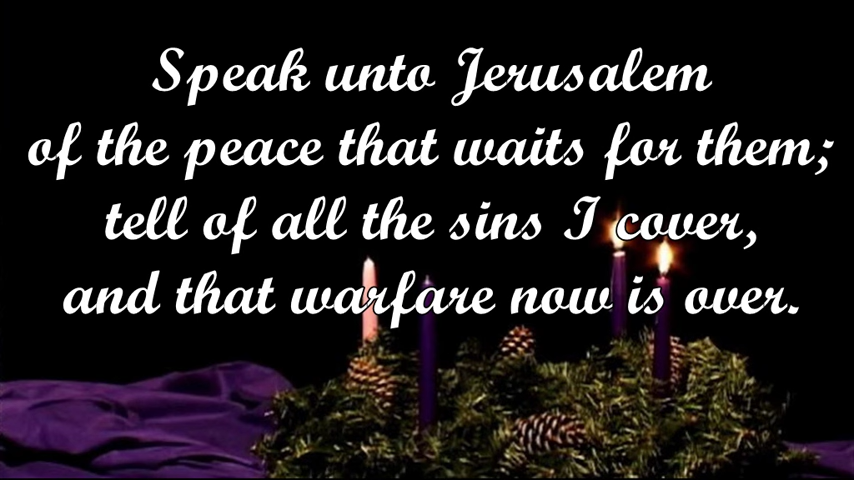 Speak unto Jerusalem
of the peace that waits for them;
tell of all the sins I cover,
and that warfare now is over.